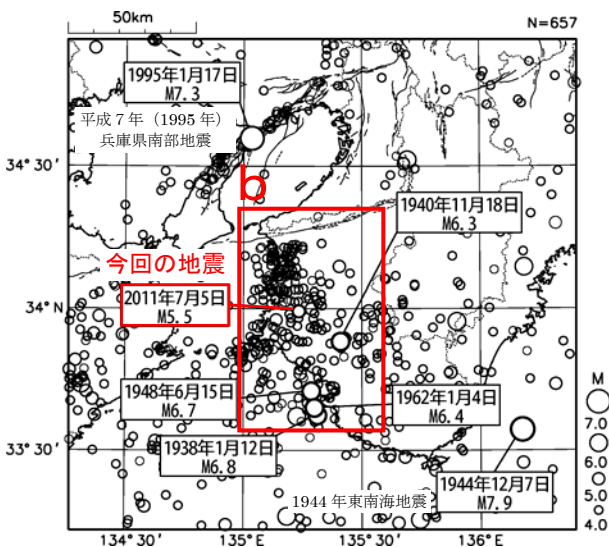 50km
N=657
1995年1月17日
M7.3
平成7年（1995年）
兵庫県南部地震
34°30'
b
1940年11月18日
M6.3
今回の地震
2011年7月5日
M5.5
34°N
1948年6月15日
M6.7
1962年1月4日
M6.4
1938年1月12日
M6.8
33°30'
1944年東南海地震
1944年12月7日
M7.9
M
7.0
6.0
5.0
4.0
134°30'
135°E
135°30'
136°E